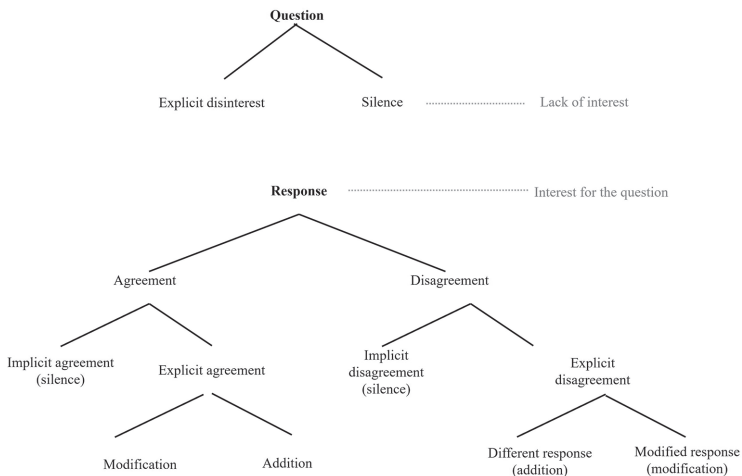 Question
Explicit disinterest
Silence
Lack of interest
Response
Interest for the question
Agreement
Disagreement
Implicit agreement
(silence)
Explicit agreement
Implicit
disagreement
(silence)
Explicit
disagreement
Modification
Addition
Different response
(addition)
Modified response
(modification)